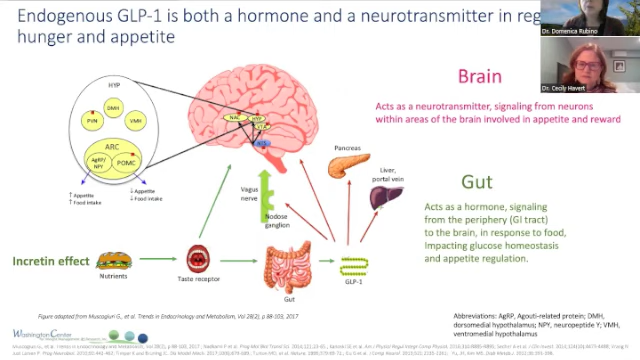 Endogenous GLP-1 is both a hormone and a neurotransmitter in reg
hunger and appetite
Dr. Domenica Rubino
Dr. Cecily Havert
HYP
DMH
PVN
VMH
ARC
AgRP/
NPY
POMC
↑ Appetite
↑ Food intake
↓ Appetite
↓ Food intake
NAC
HYP
Brain
Acts as a neurotransmitter, signaling from neurons
within areas of the brain involved in appetite and reward
Pancreas
Liver,
portal vein
Vagus
nerve
Nodose
ganglion
Gut
Acts as a hormone, signaling
from the periphery (GI tract)
to the brain, in response to food,
impacting glucose homeostasis
and appetite regulation.
Incretin effect
Nutrients
Taste receptor
Gut
GLP-1
Figure adapted from Muscogiuri G., et al. Trends in Endocrinology and Metabolism, Vol 28(2), p 88-103, 2017
Abbreviations: AgRP, Agouti-related protein; DMH,
dorsomedial hypothalamus; NPY, neuropeptide Y; VMH,
ventromedial hypothalamus
Washington Center